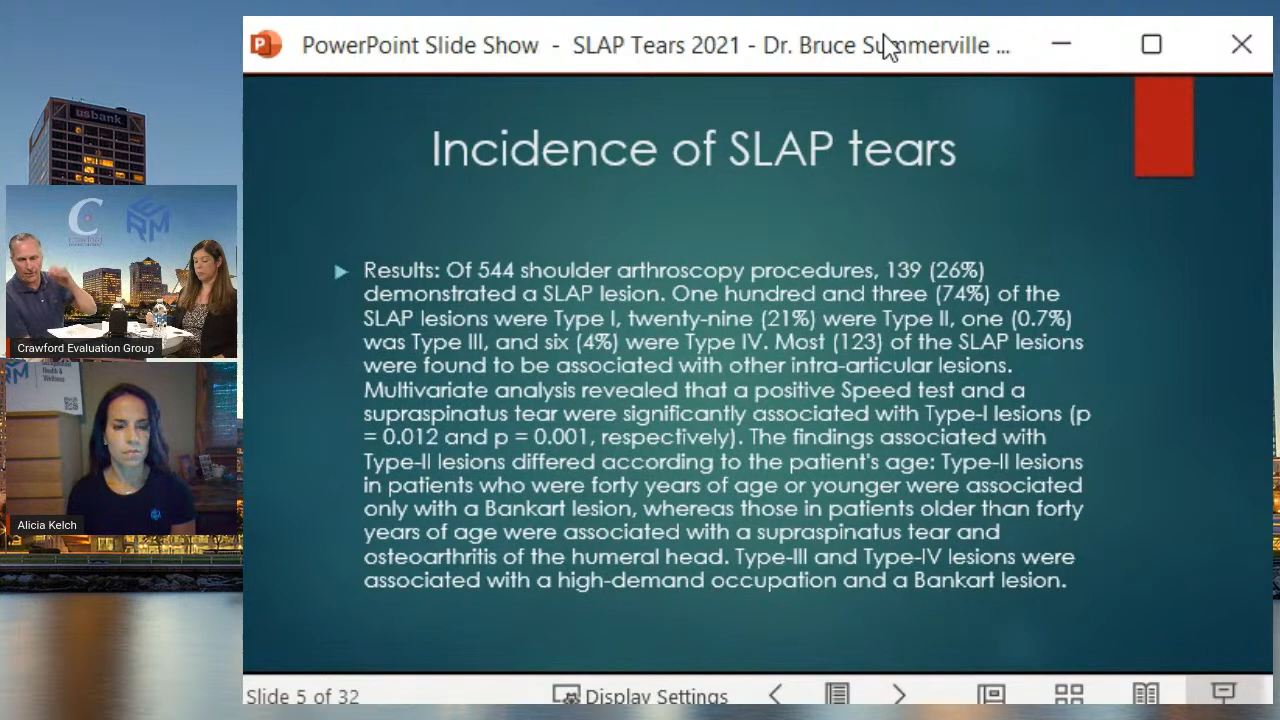 PowerPoint Slide Show - SLAP Tears 2021 - Dr. Bruce Summerville ...
usbank
Incidence of SLAP tears
Results: Of 544 shoulder arthroscopy procedures, 139 (26%)
demonstrated a SLAP lesion. One hundred and three (74%) of the
SLAP lesions were Type I, twenty-nine (21%) were Type II, one (0.7%)
was Type III, and six (4%) were Type IV. Most (123) of the SLAP lesions
were found to be associated with other intra-articular lesions.
Multivariate analysis revealed that a positive Speed test and a
supraspinatus tear were significantly associated with Type-I lesions (p
= 0.012 and p = 0.001, respectively). The findings associated with
Type-II lesions differed according to the patient's age: Type-II lesions
in patients who were forty years of age or younger were associated
only with a Bankart lesion, whereas those in patients older than forty
years of age were associated with a supraspinatus tear and
osteoarthritis of the humeral head. Type-III and Type-IV lesions were
associated with a high-demand occupation and a Bankart lesion.
C
ERM
Crawford
Crawford Evaluation Group
RM
Health &
Wellness
Alicia Kelch
Slide 5 of 32
Display Settings